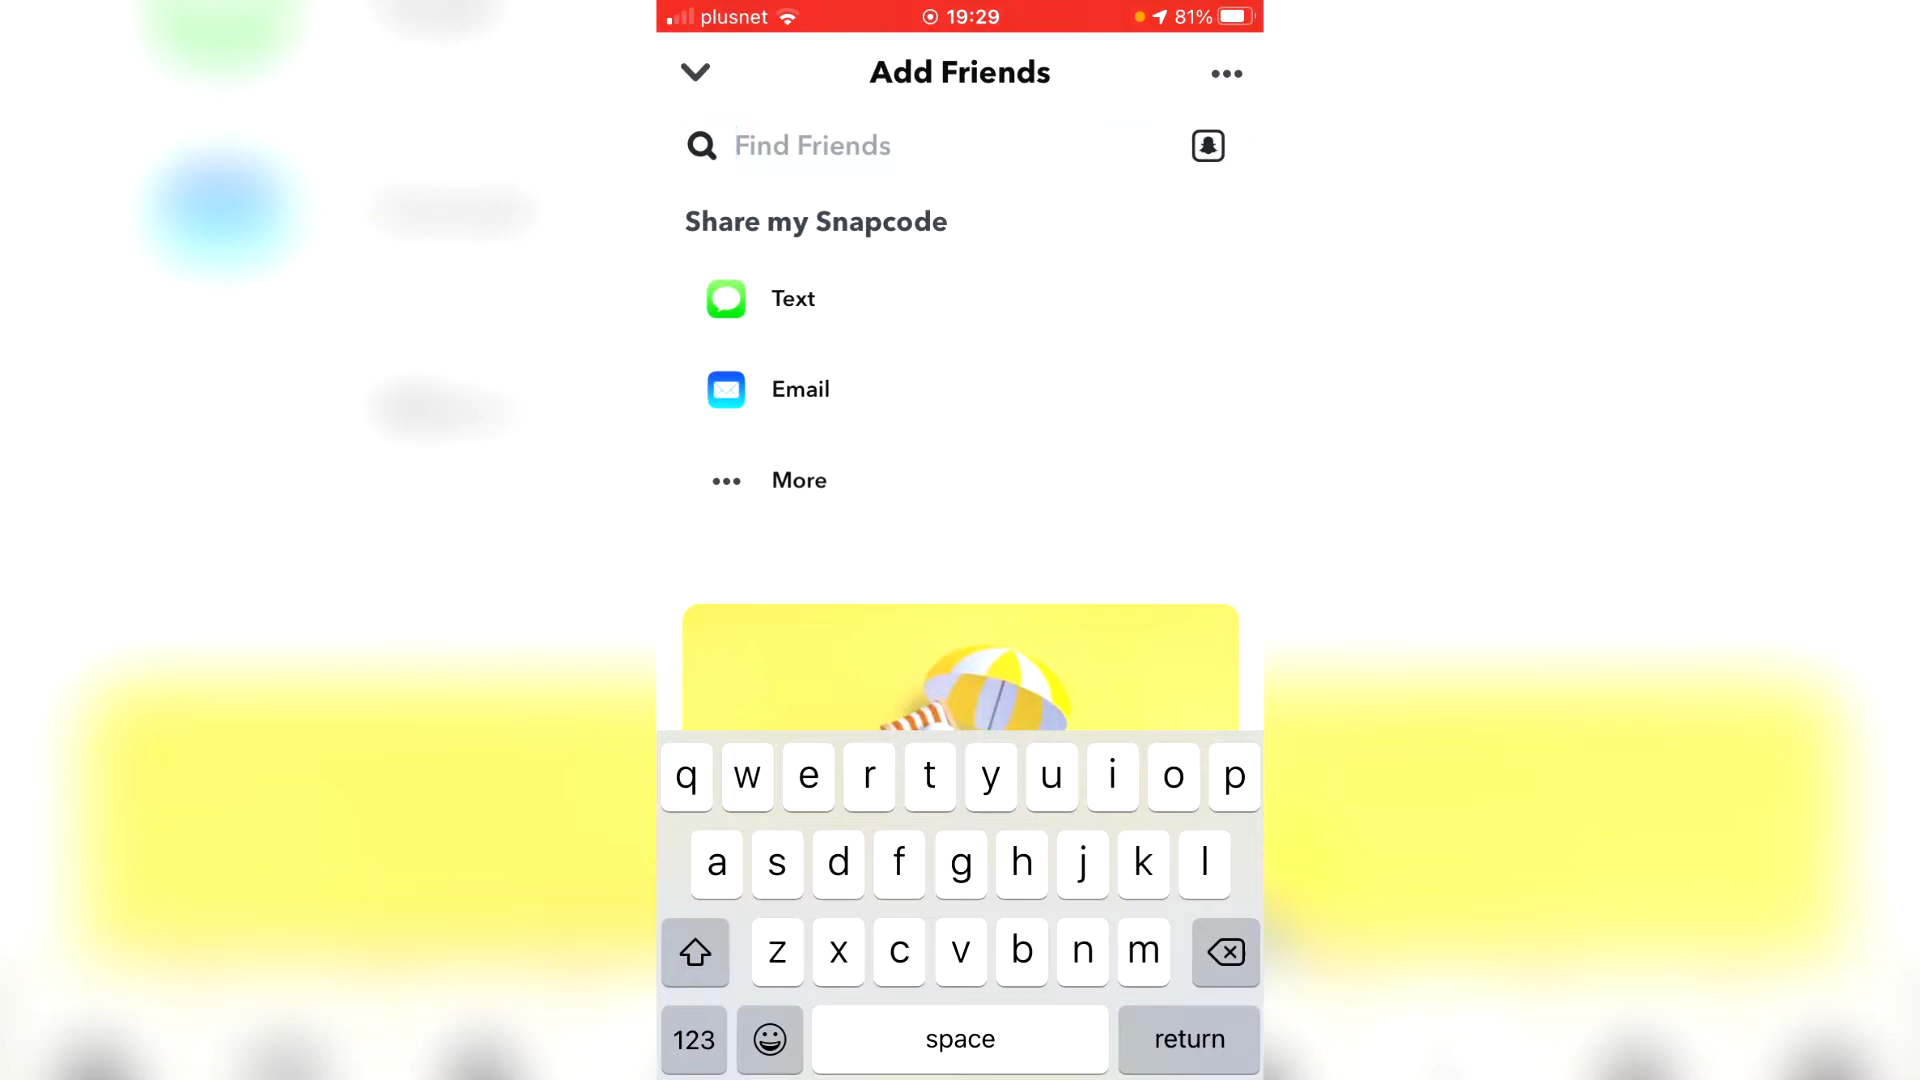 plusnet 19:29 81%
Add Friends
Find Friends
Share my Snapcode
Text
Email
More
q w e r t y u i o p
a s d f g h j k l
z x c v b n m
123 space return